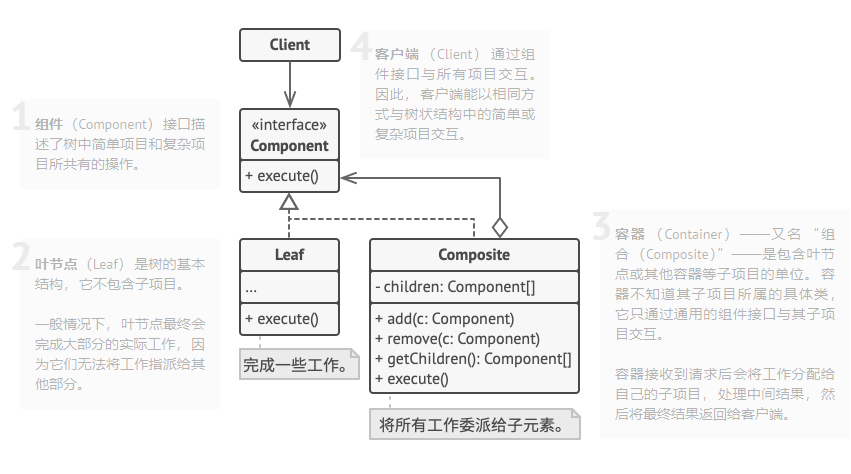 Client
4
客户端（Client）通过组
件接口与所有项目交互。
因此，客户端能以相同方
式与树状结构中的简单或
复杂项目交互。
1
组件（Component）接口描
述了树中简单项目和复杂项
目所共有的操作。
«interface»
Component
+ execute()
2
叶节点（Leaf）是树的基本
结构，它不包含子项目。
一般情况下，叶节点最终会
完成大部分的实际工作，因
为它们无法将工作指派给其
他部分。
Leaf
...
+ execute()
完成一些工作。
Composite
- children: Component[]
+ add(c: Component)
+ remove(c: Component)
+ getChildren(): Component[]
+ execute()
将所有工作委派给子元素。
3
容器（Container）——又名“组
合（Composite）”——是包含叶节
点或其他容器等子项目的单位。容
器不知道其子项目所属的具体类，
它只通过通用的组件接口与其子项
目交互。
容器接收到请求后会将工作分配给
自己的子项目，处理中间结果，然
后将最终结果返回给客户端。